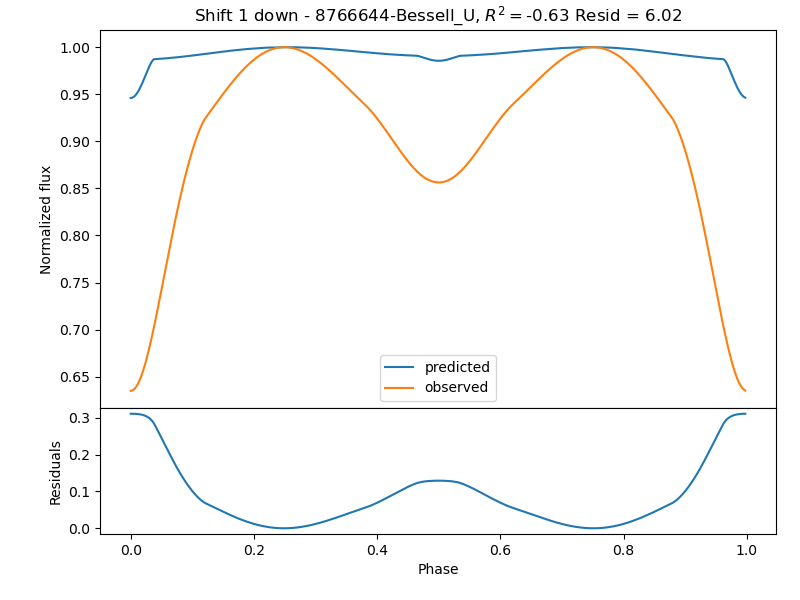 Shift 1 down - 8766644-Bessell_U, R² =-0.63 Resid = 6.02
1.00
0.95
0.90
0.85
0.80
0.75
0.70
0.65
Normalized flux
predicted
observed
0.3
0.2
0.1
0.0
Residuals
0.0 0.2 0.4 0.6 0.8 1.0
Phase